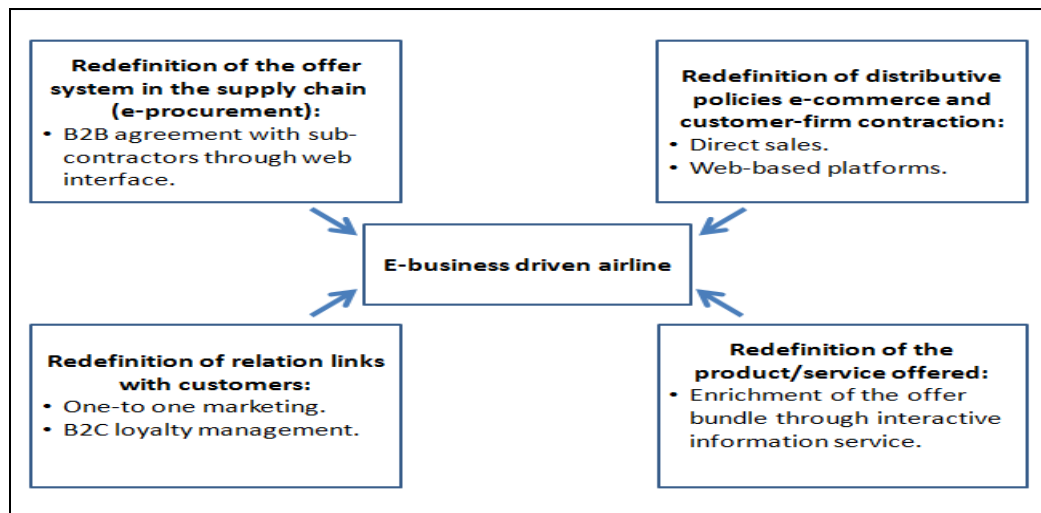 Redefinition of the offer
system in the supply chain
(e-procurement):
• B2B agreement with sub-
contractors through web
interface.
Redefinition of distributive
policies e-commerce and
customer-firm contraction:
• Direct sales.
• Web-based platforms.
E-business driven airline
Redefinition of relation links
with customers:
• One-to one marketing.
• B2C loyalty management.
Redefinition of the
product/service offered:
• Enrichment of the offer
bundle through interactive
information service.